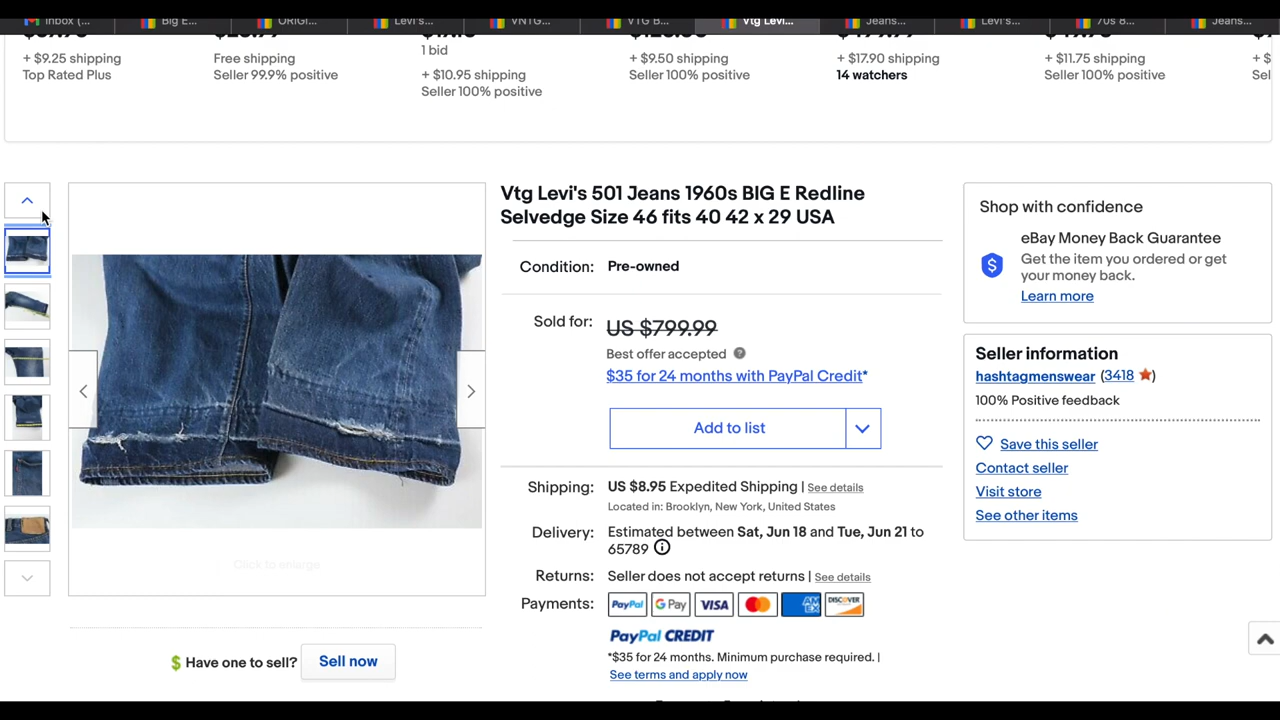 Inbox (
Big E...
ORIGI...
Levi's...
VNTG...
VTG B...
Vtg Levi...
Jeans...
Levi's...
70s 8...
Jeans...
+ $9.25 shipping
Top Rated Plus
Free shipping
Seller 99.9% positive
1 bid
+ $10.95 shipping
Seller 100% positive
+ $9.50 shipping
Seller 100% positive
+ $17.90 shipping
14 watchers
+ $11.75 shipping
Seller 100% positive
+ $
Sel
Vtg Levi's 501 Jeans 1960s BIG E Redline
Selvedge Size 46 fits 40 42 x 29 USA
Condition: Pre-owned
Sold for: US $799.99
Best offer accepted
$35 for 24 months with PayPal Credit*
Add to list
Shipping: US $8.95 Expedited Shipping | See details
Located in: Brooklyn, New York, United States
Delivery: Estimated between Sat, Jun 18 and Tue, Jun 21 to
65789
Returns: Seller does not accept returns | See details
Payments: PayPal G Pay VISA MasterCard AM EX DISCOVER
PayPal CREDIT
*$35 for 24 months. Minimum purchase required. |
See terms and apply now
Click to enlarge
Have one to sell? Sell now
Shop with confidence
eBay Money Back Guarantee
Get the item you ordered or get
your money back.
Learn more
Seller information
hashtagmenswear (3418)
100% Positive feedback
Save this seller
Contact seller
Visit store
See other items